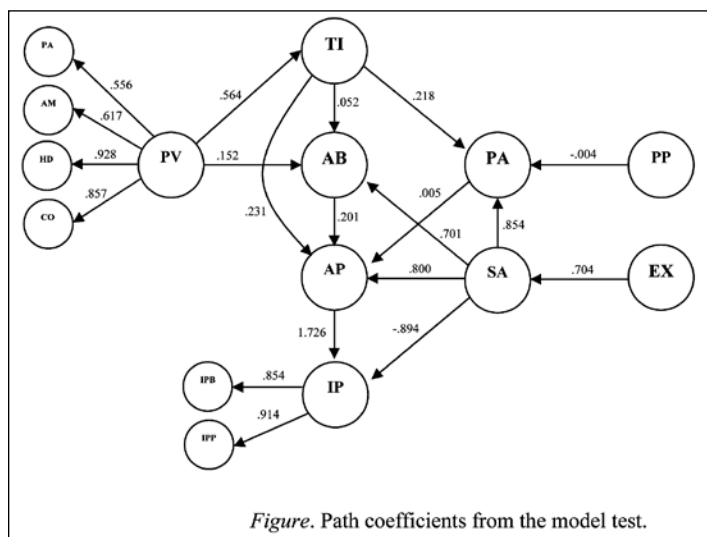 TI
PA
.556
.564
.218
AM
.617
.052
HD
.928
PV
.152
AB
PA
-.004
PP
CO
.857
.005
.231
.201
.701
.854
AP
.800
SA
.704
EX
1.726
-.894
IPB
.854
IP
IPP
.914
Figure. Path coefficients from the model test.